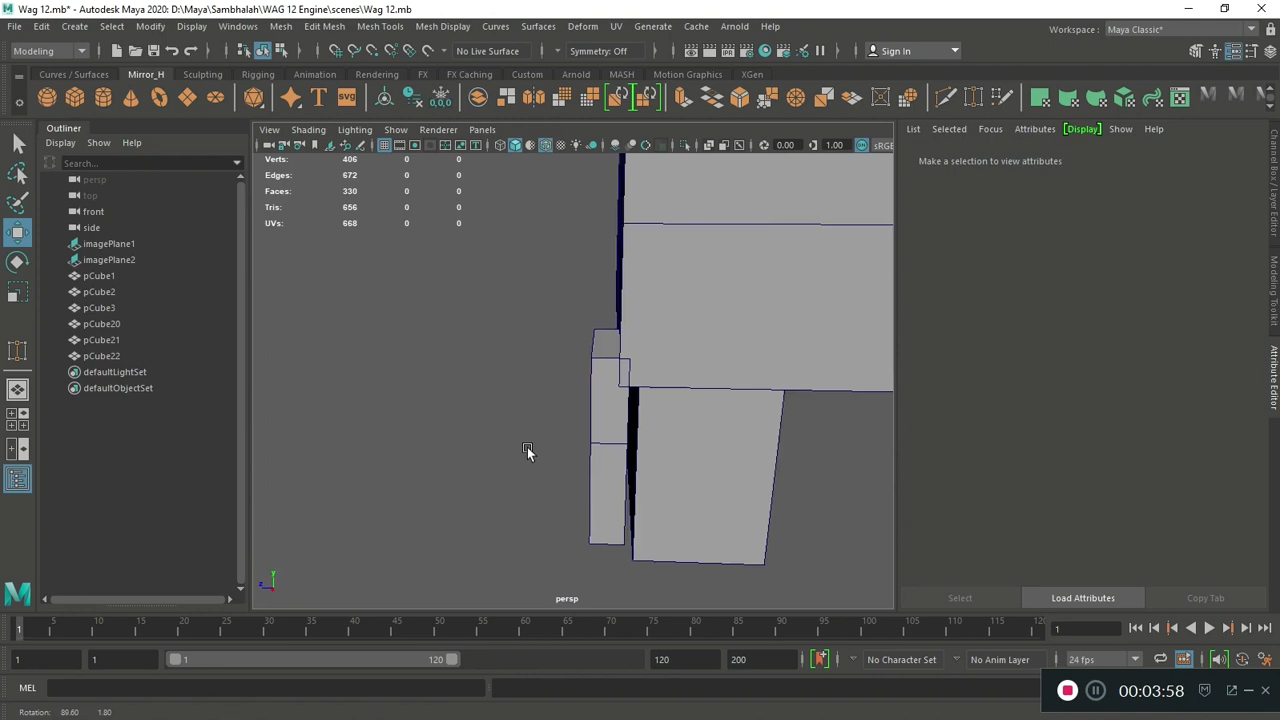 Wag 12.mb* - Autodesk Maya 2020: D:\Maya\Sambhalah\WAG 12 Engine\scenes\Wag 12.mb
File Edit Create Select Modify Display Windows Mesh Edit Mesh Mesh Tools Mesh Display Curves Surfaces Deform UV Generate Cache Arnold Help
Workspace: Maya Classic*
Modeling
No Live Surface
Symmetry: Off
Sign In
Curves / Surfaces Mirror_H Sculpting Rigging Animation Rendering FX FX Caching Custom Arnold MASH Motion Graphics XGen
Outliner
Display Show Help
Search...
persp
top
front
side
imagePlane1
imagePlane2
pCube1
pCube2
pCube3
pCube20
pCube21
pCube22
defaultLightSet
defaultObjectSet
View Shading Lighting Show Renderer Panels
0.00 1.00 sRGB
Verts: 406 0 0
Edges: 672 0 0
Faces: 330 0 0
Tris: 656 0 0
UVs: 668 0 0
y
z
persp
List Selected Focus Attributes [Display] Show Help
Make a selection to view attributes
Select Load Attributes Copy Tab
Channel Box / Layer Editor
Modeling Toolkit
Attribute Editor
1 5 10 15 20 25 30 35 40 45 50 55 60 65 70 75 80 85 90 95 100 105 110 115 120
1
1 1 1 120 120 200
No Character Set
No Anim Layer
24 fps
MEL
00:03:58
Rotation: 89.60 1.80